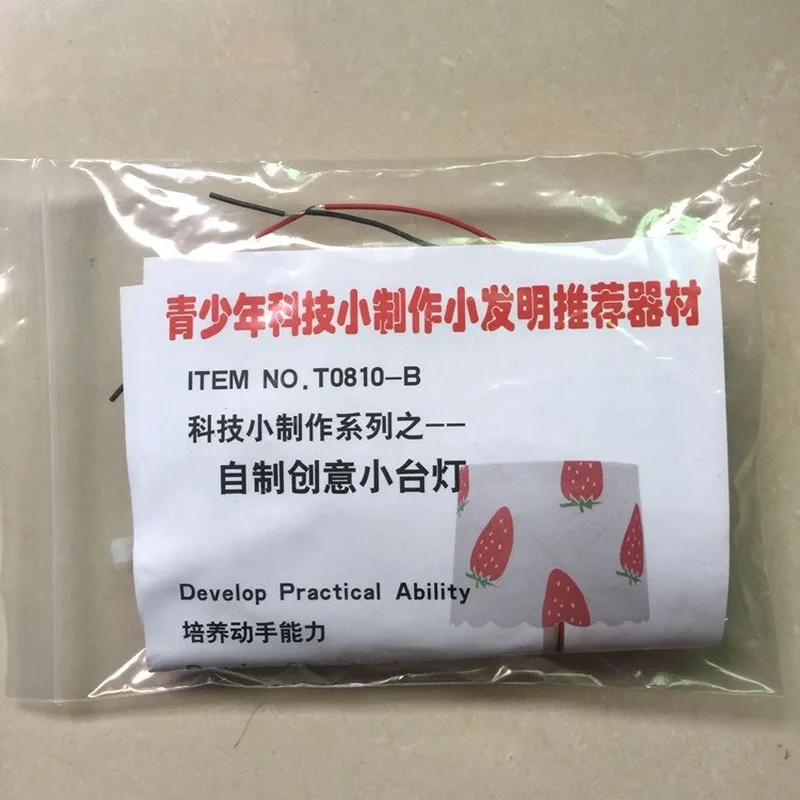 青少年科技小制作小发明推荐器材
ITEM NO.T0810-B
科技小制作系列之--
自制创意小台灯
Develop Practical Ability
培养动手能力